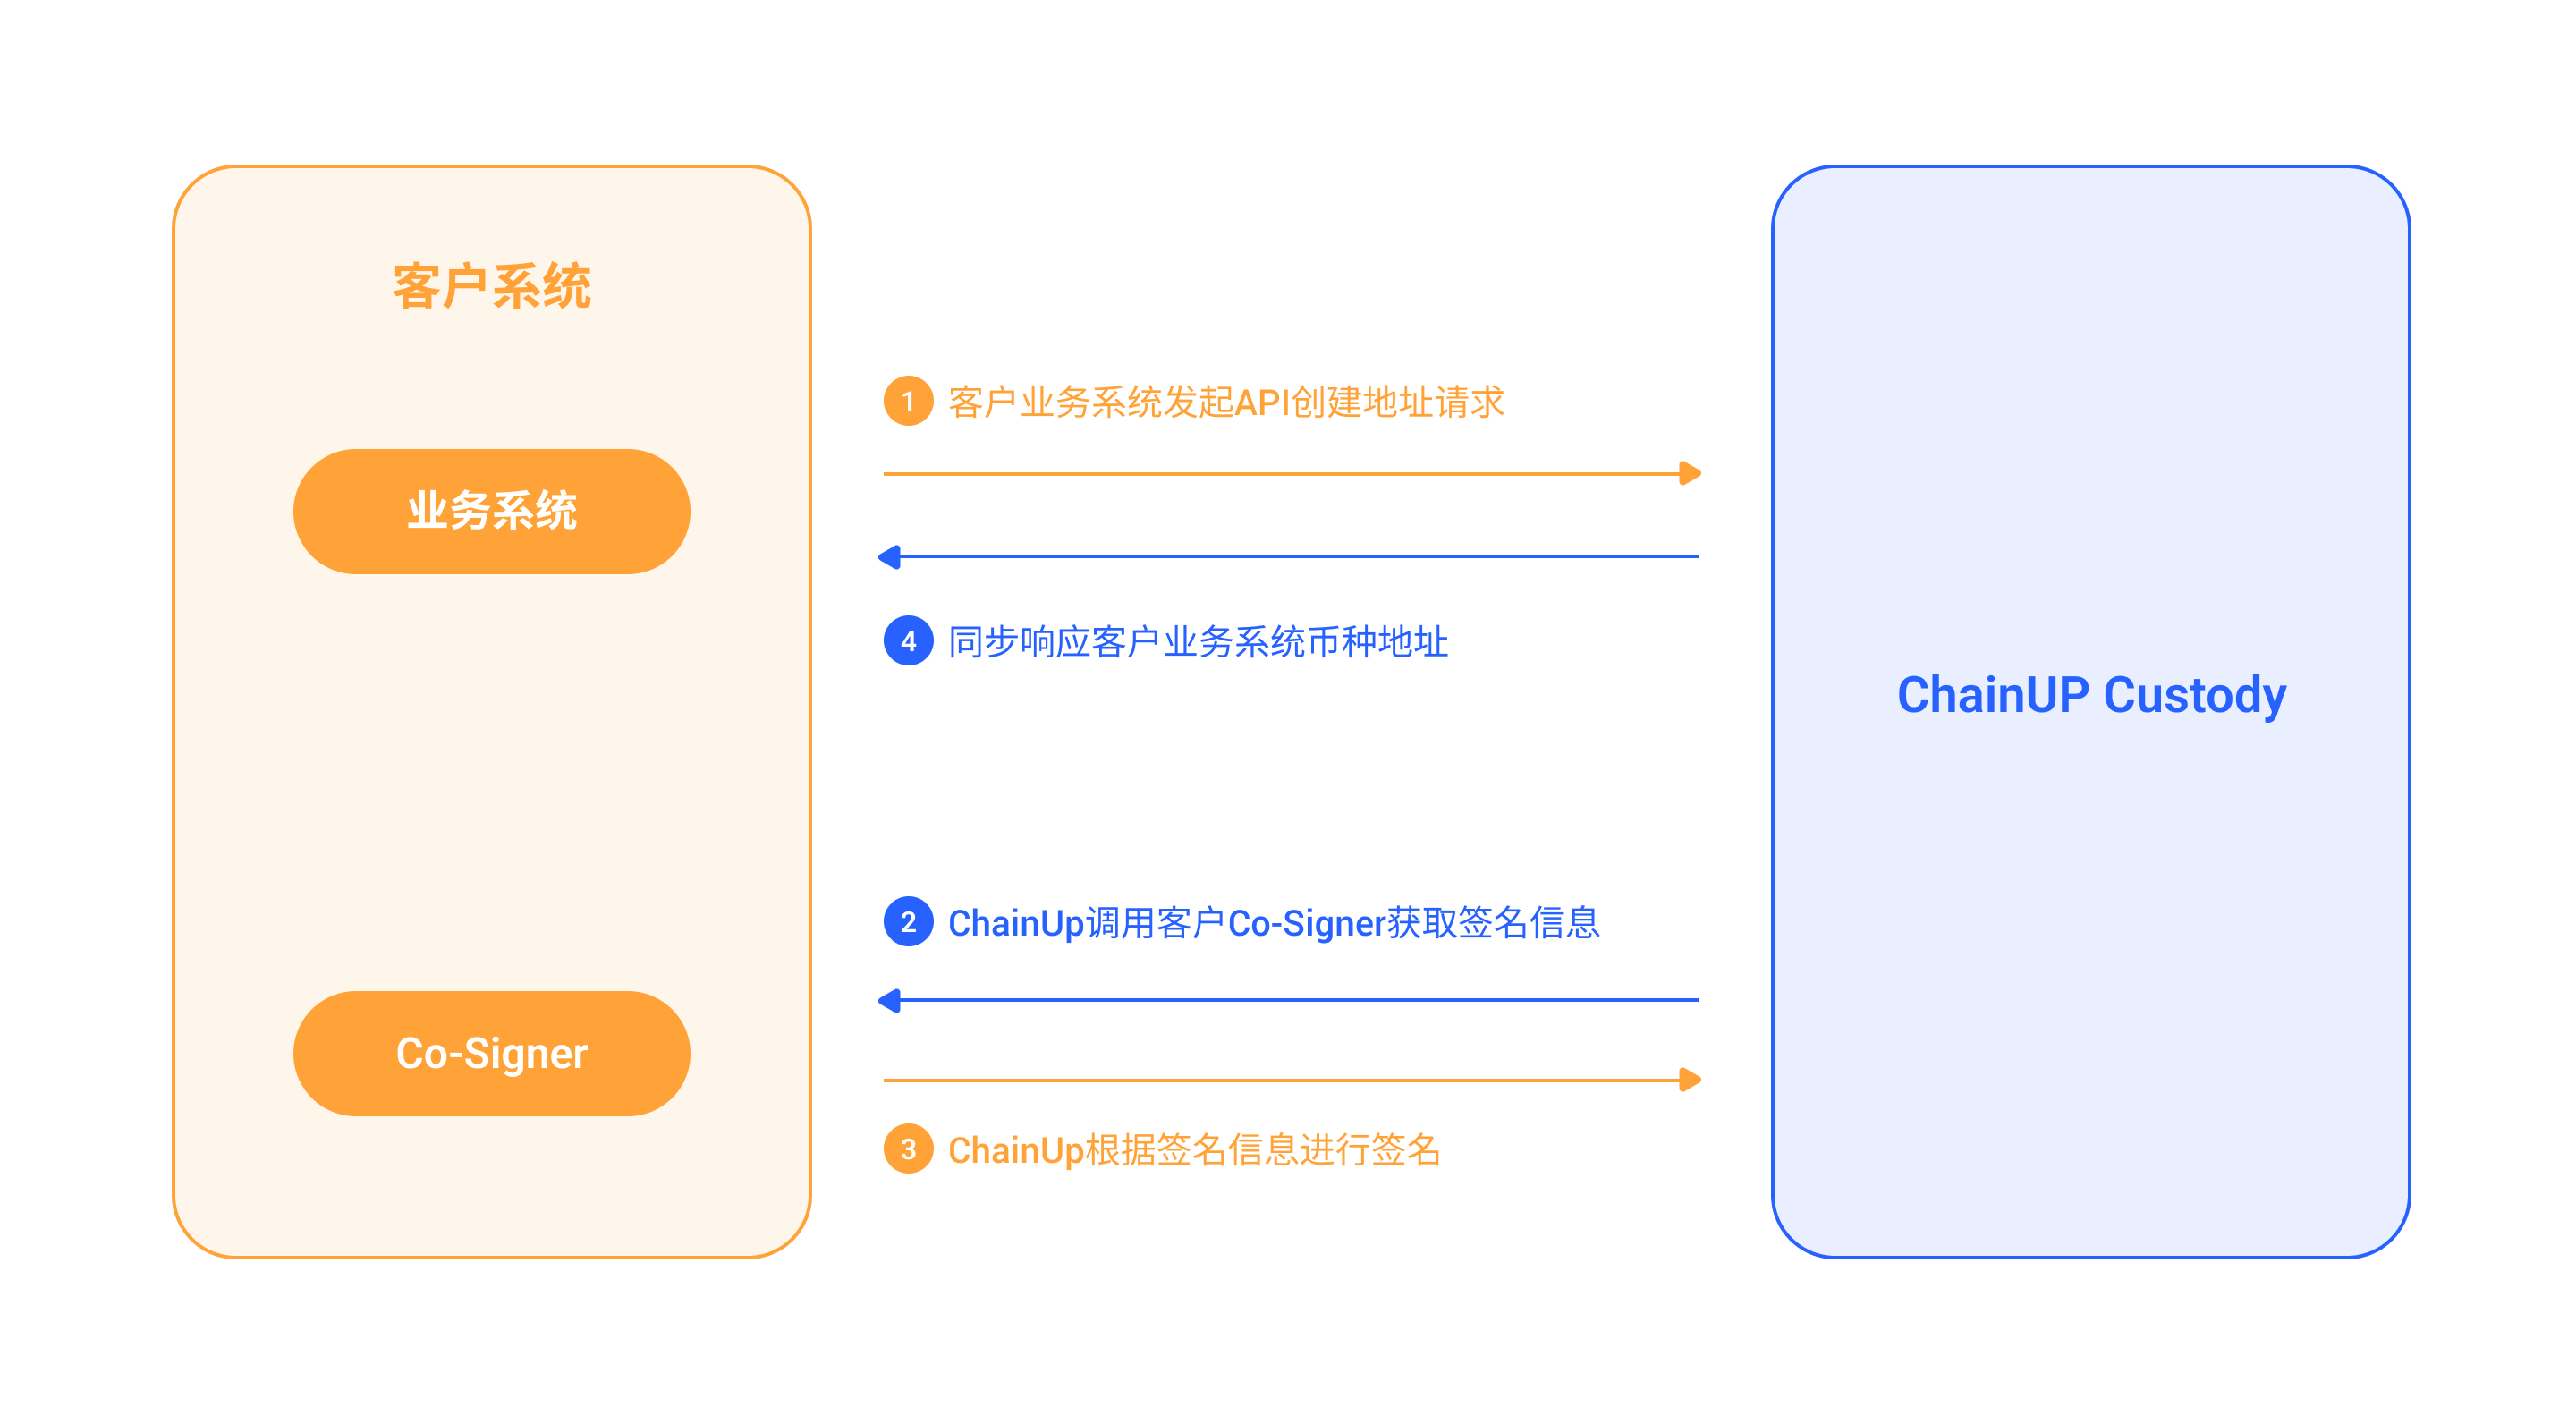 客户系统
业务系统
Co-Signer
1 客户业务系统发起API创建地址请求
4 同步响应客户业务系统币种地址
2 ChainUp调用客户Co-Signer获取签名信息
3 ChainUp根据签名信息进行签名
ChainUP Custody